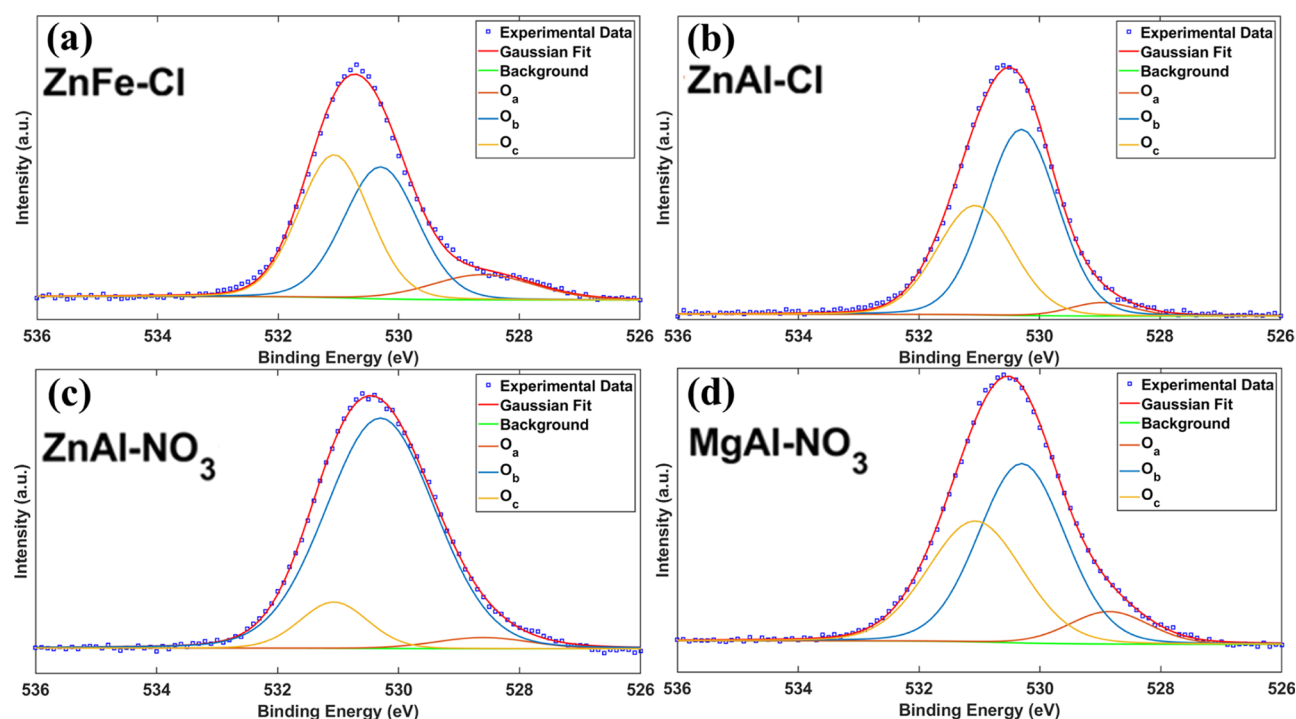 (a)
ZnFe-Cl
Experimental Data
Gaussian Fit
Background
Oa
Ob
Oc
Intensity (a.u.)
536 534 532 530 528 526
Binding Energy (eV)
(b)
ZnAl-Cl
Experimental Data
Gaussian Fit
Background
Oa
Ob
Oc
Intensity (a.u.)
536 534 532 530 528 526
Binding Energy (eV)
(c)
ZnAl-NO3
Experimental Data
Gaussian Fit
Background
Oa
Ob
Oc
Intensity (a.u.)
536 534 532 530 528 526
Binding Energy (eV)
(d)
MgAl-NO3
Experimental Data
Gaussian Fit
Background
Oa
Ob
Oc
Intensity (a.u.)
536 534 532 530 528 526
Binding Energy (eV)